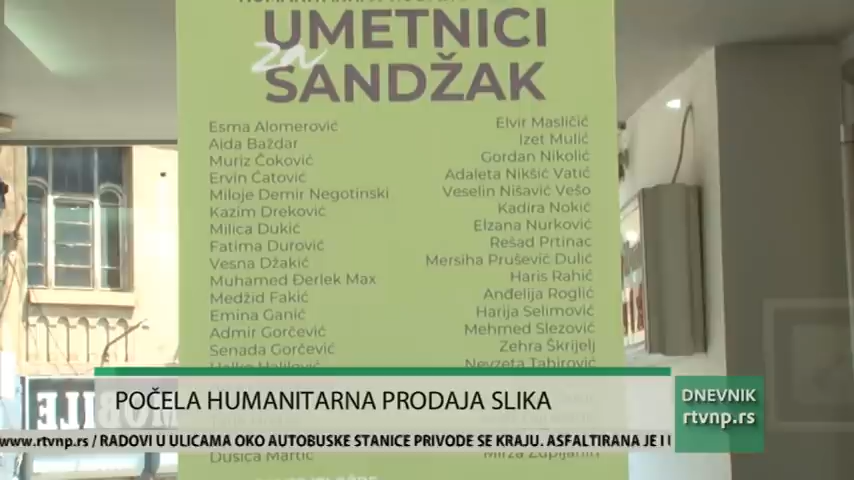 UMETNICI
za
SANDŽAK
Esma Alomerović
Aida Baždar
Muriz Čoković
Ervin Ćatović
Miloje Demir Negotinski
Kazim Dreković
Milica Dukić
Fatima Durović
Vesna Džakić
Muhamed Đerlek Max
Medžid Fakić
Emina Ganić
Admir Gorčević
Senada Gorčević
Elvir Masličić
Izet Mulić
Gordan Nikolić
Adaleta Nikšić Vatić
Veselin Nišavić Vešo
Kadira Nokić
Elzana Nurković
Rešad Prtinac
Mersiha Prušević Dulić
Haris Rahić
Anđelija Roglić
Harija Selimović
Mehmed Slezović
Zehra Škrijelj
Nevzeta Tabirović
Dušica Martić
POČELA HUMANITARNA PRODAJA SLIKA
DNEVNIK
rtvnp.rs
www.rtvnp.rs / RADOVI U ULICAMA OKO AUTOBUSKE STANICE PRIVODE SE KRAJU. ASFALTIRANA JE I